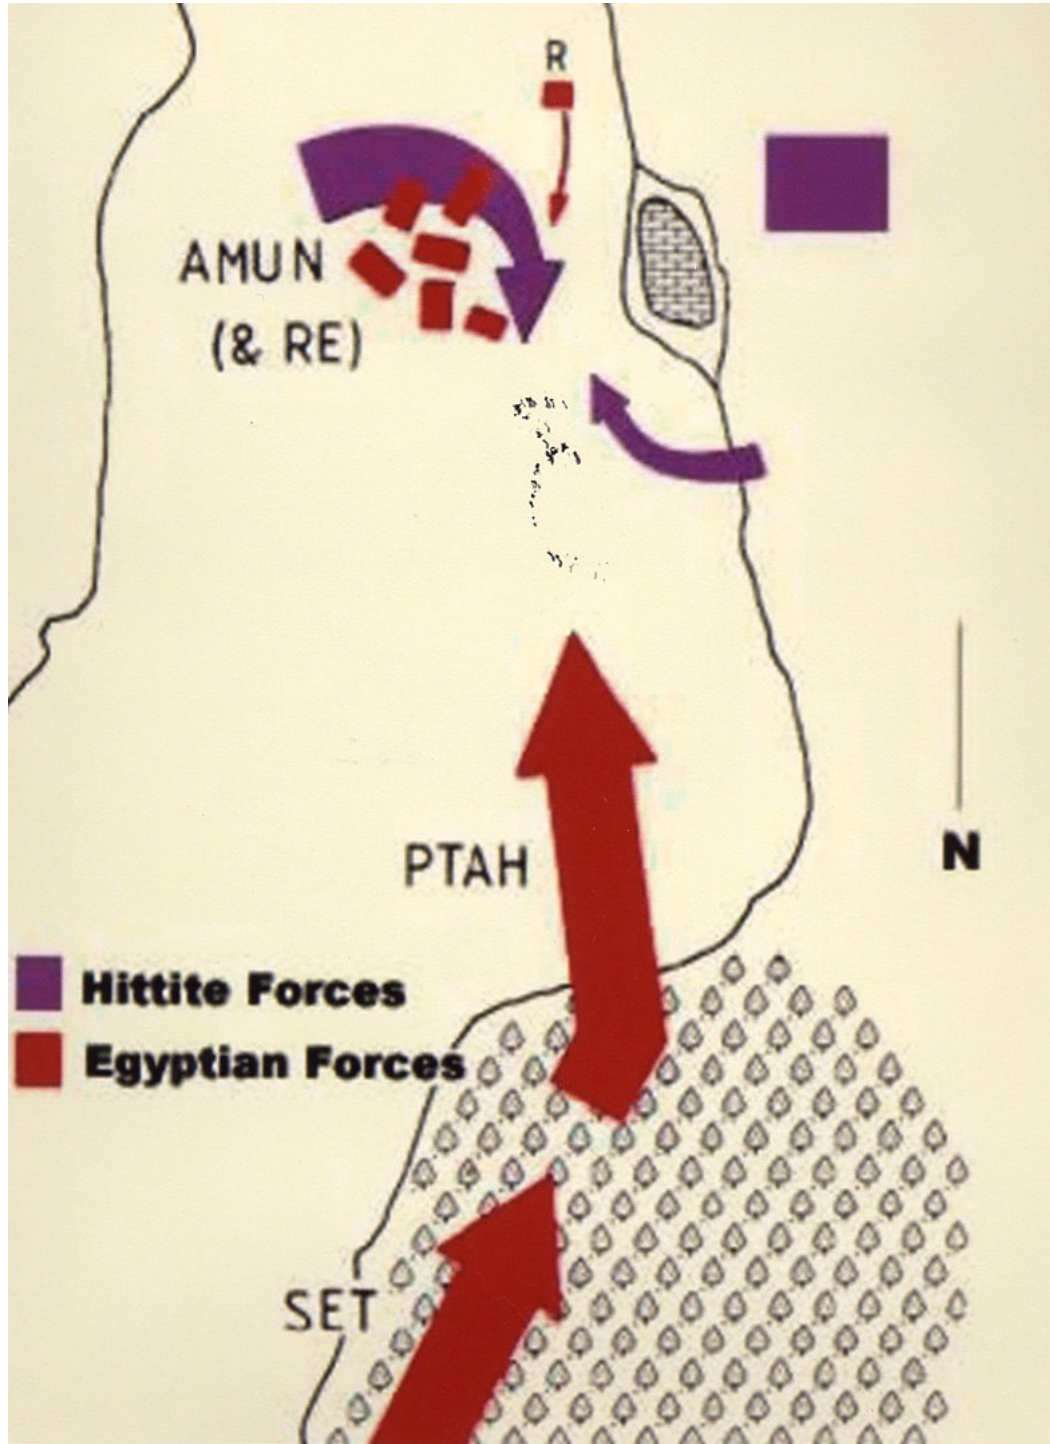 R
AMUN
(& RE)
N
PTAH
Hittite Forces
Egyptian Forces
SET